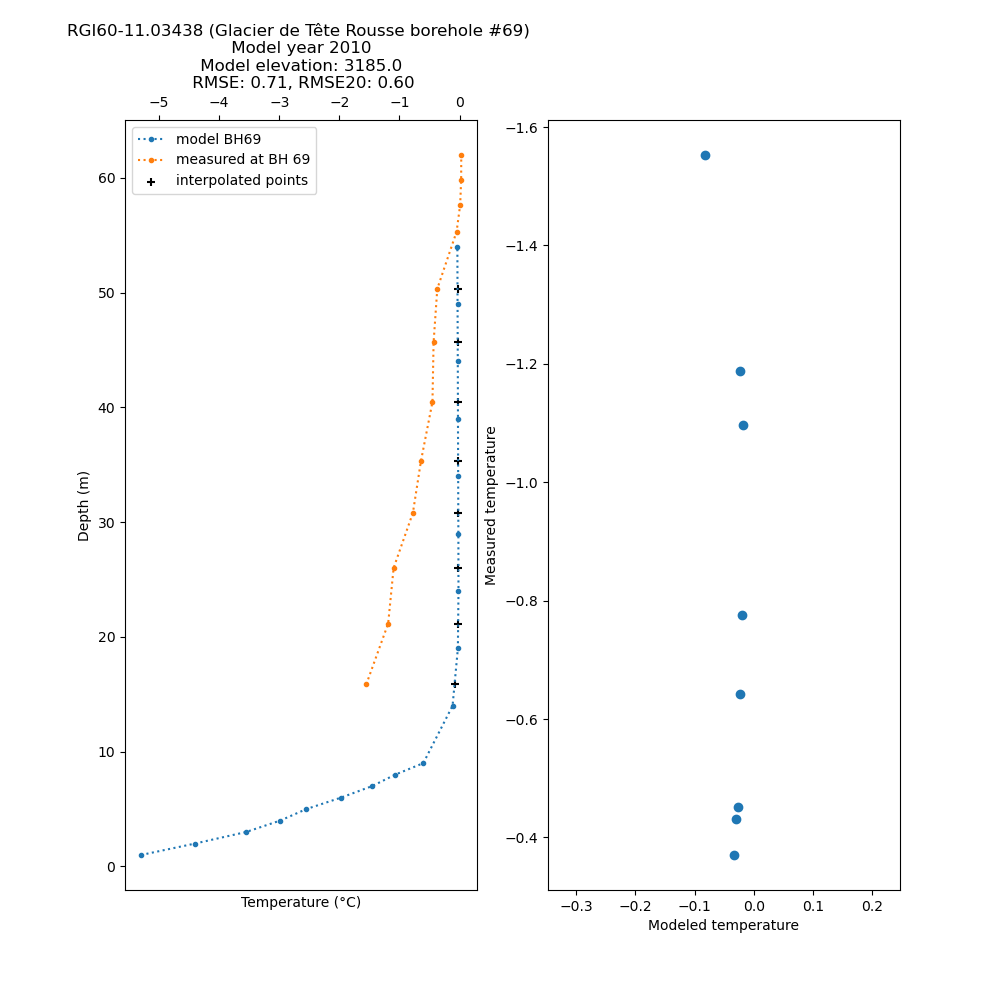 RGI60-11.03438 (Glacier de Tête Rousse borehole #69)
Model year 2010
Model elevation: 3185.0
RMSE: 0.71, RMSE20: 0.60
−5 −4 −3 −2 −1 0
model BH69
measured at BH 69
interpolated points
60
50
40
30
20
10
0
Depth (m)
Temperature (°C)
−1.6
−1.4
−1.2
−1.0
−0.8
−0.6
−0.4
Measured temperature
−0.3 −0.2 −0.1 0.0 0.1 0.2
Modeled temperature